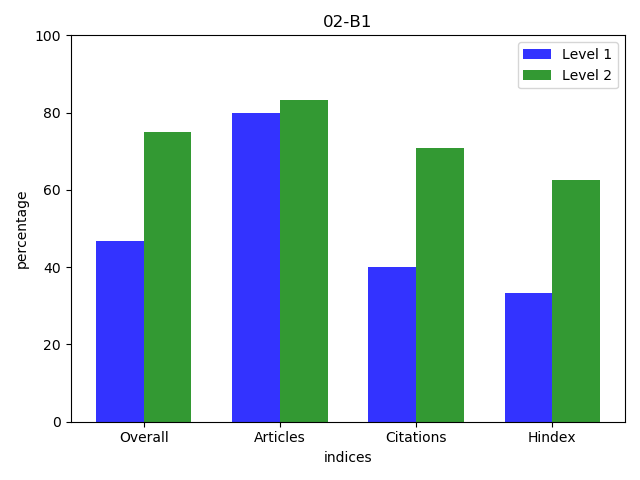 02-B1
100
80
60
40
20
0
percentage
Level 1
Level 2
Overall Articles Citations Hindex
indices